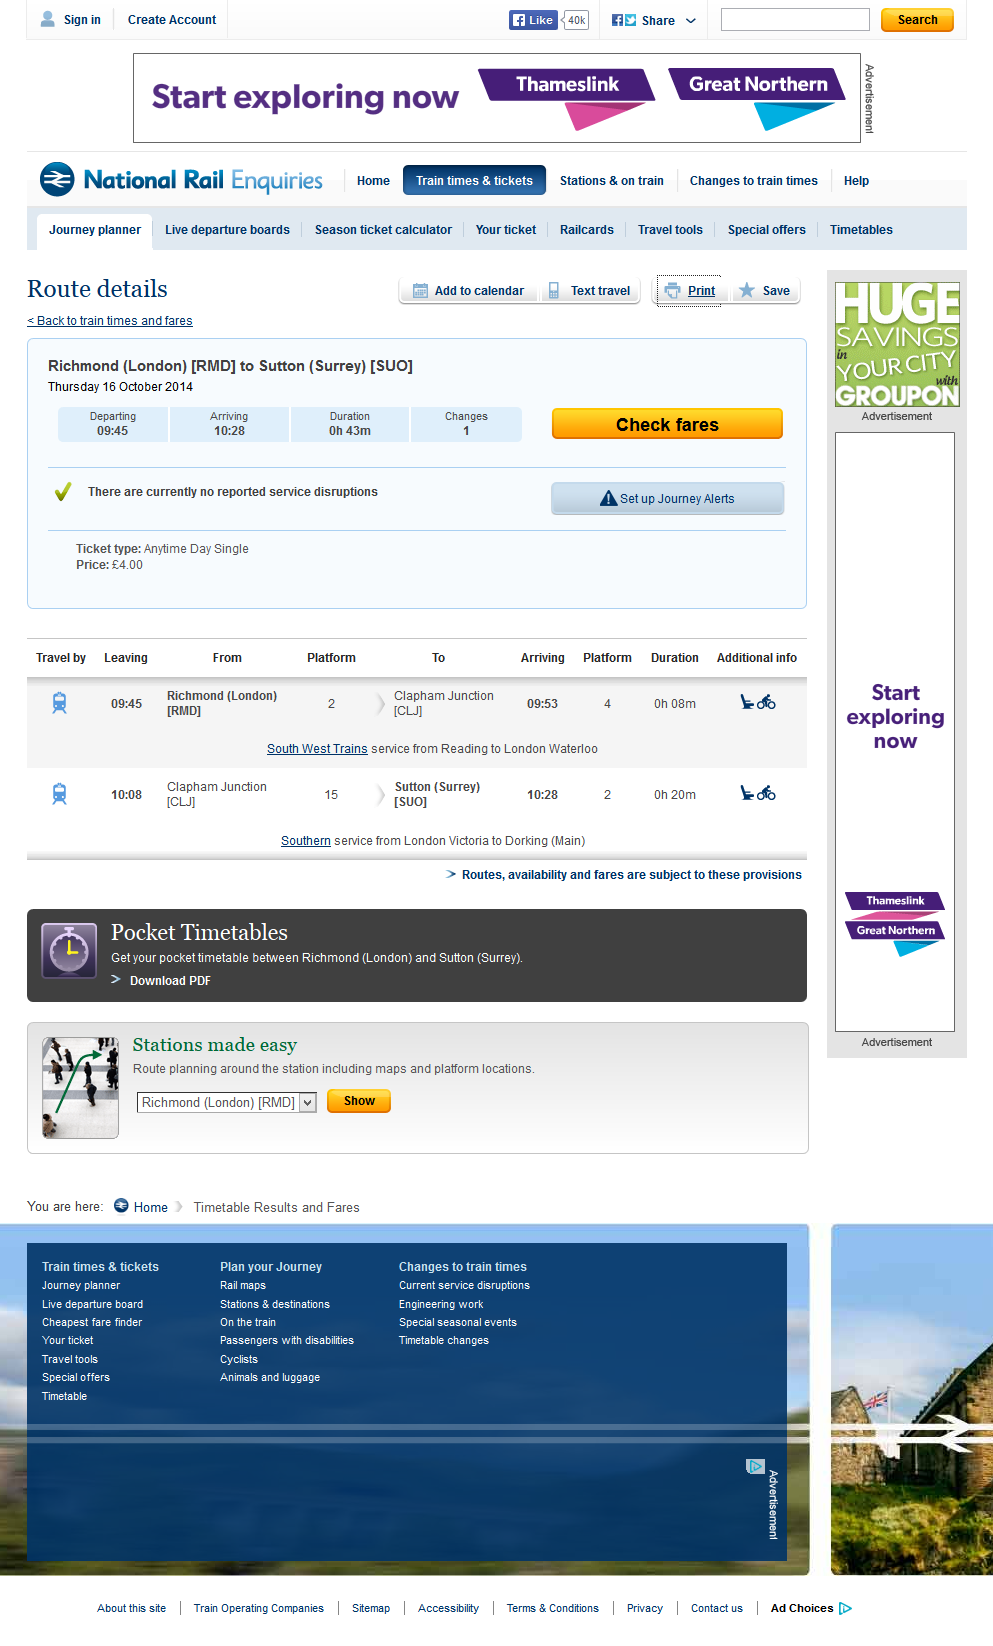 Sign in
Create Account
Like
40k
Share
Search
Start exploring now
Thameslink
Great Northern
Advertisement
National Rail Enquiries
Home
Train times & tickets
Stations & on train
Changes to train times
Help
Journey planner
Live departure boards
Season ticket calculator
Your ticket
Railcards
Travel tools
Special offers
Timetables
Route details
Add to calendar
Text travel
Print
Save
< Back to train times and fares
Richmond (London) [RMD] to Sutton (Surrey) [SUO]
Thursday 16 October 2014
Departing
09:45
Arriving
10:28
Duration
0h 43m
Changes
1
Check fares
There are currently no reported service disruptions
Set up Journey Alerts
Ticket type: Anytime Day Single
Price: £4.00
HUGE
SAVINGS
in
YOUR CITY
with
GROUPON
Advertisement
Start
exploring
now
Thameslink
Great Northern
Advertisement
Travel by Leaving From Platform To Arriving Platform Duration Additional info
09:45 Richmond (London) [RMD] 2 Clapham Junction [CLJ] 09:53 4 0h 08m
South West Trains service from Reading to London Waterloo
10:08 Clapham Junction [CLJ] 15 Sutton (Surrey) [SUO] 10:28 2 0h 20m
Southern service from London Victoria to Dorking (Main)
Routes, availability and fares are subject to these provisions
Pocket Timetables
Get your pocket timetable between Richmond (London) and Sutton (Surrey).
Download PDF
Stations made easy
Route planning around the station including maps and platform locations.
Richmond (London) [RMD]
Show
You are here: Home Timetable Results and Fares
Train times & tickets
Journey planner
Live departure board
Cheapest fare finder
Your ticket
Travel tools
Special offers
Timetable
Plan your Journey
Rail maps
Stations & destinations
On the train
Passengers with disabilities
Cyclists
Animals and luggage
Changes to train times
Current service disruptions
Engineering work
Special seasonal events
Timetable changes
Advertisement
About this site
Train Operating Companies
Sitemap
Accessibility
Terms & Conditions
Privacy
Contact us
Ad Choices